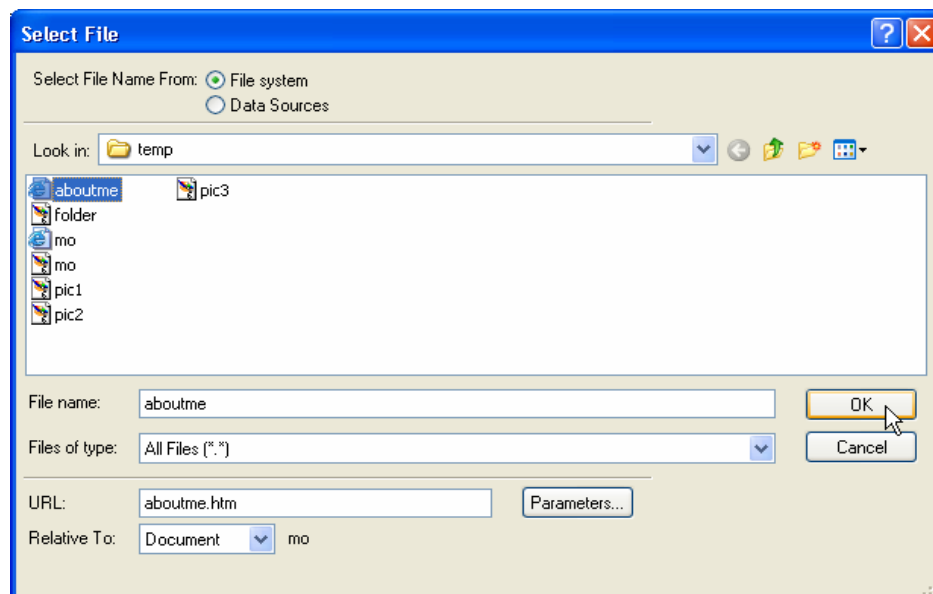 Select File
Select File Name From: File system
Data Sources
Look in: temp
aboutme pic3
folder
mo
mo
pic1
pic2
File name: aboutme OK
Files of type: All Files (*.*) Cancel
URL: aboutme.htm Parameters...
Relative To: Document mo